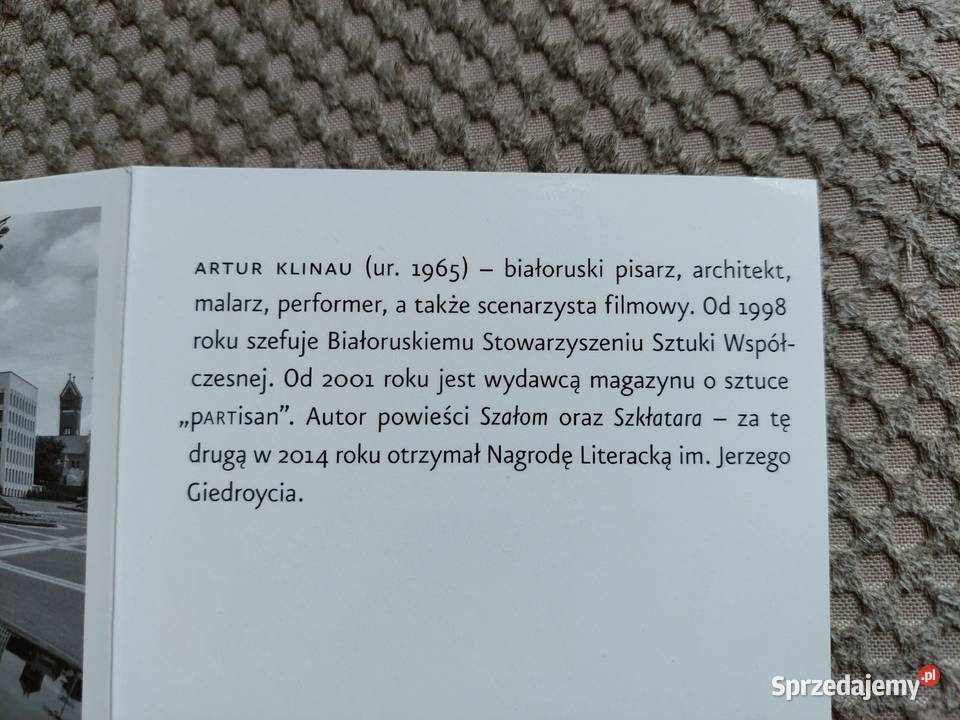 ARTUR KLINAU (ur. 1965) – białoruski pisarz, architekt,
malarz, performer, a także scenarzysta filmowy. Od 1998
roku szefuje Białoruskiemu Stowarzyszeniu Sztuki Współ-
czesnej. Od 2001 roku jest wydawcą magazynu o sztuce
„pARTisan”. Autor powieści Szałom oraz Szkłatara – za tę
drugą w 2014 roku otrzymał Nagrodę Literacką im. Jerzego
Giedroycia.
Sprzedajemy.pl